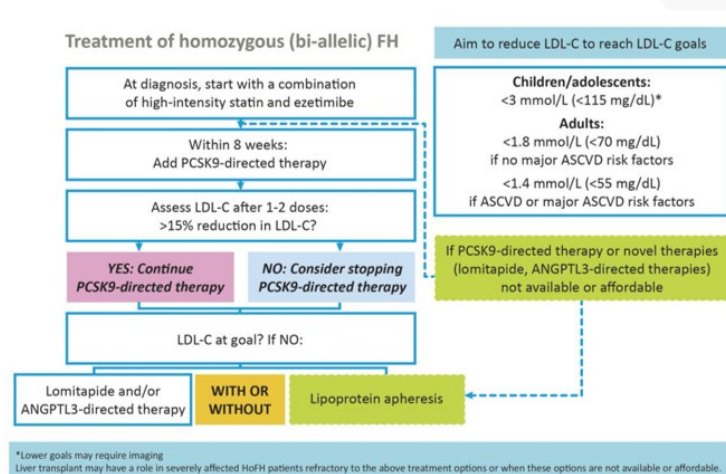 Treatment of homozygous (bi-allelic) FH
Aim to reduce LDL-C to reach LDL-C goals
At diagnosis, start with a combination
of high-intensity statin and ezetimibe
Within 8 weeks:
Add PCSK9-directed therapy
Assess LDL-C after 1-2 doses:
>15% reduction in LDL-C?
YES: Continue
PCSK9-directed therapy
NO: Consider stopping
PCSK9-directed therapy
LDL-C at goal? If NO:
Lomitapide and/or
ANGPTL3-directed therapy
WITH OR
WITHOUT
Lipoprotein apheresis
Children/adolescents:
<3 mmol/L (<115 mg/dL)*
Adults:
<1.8 mmol/L (<70 mg/dL)
if no major ASCVD risk factors
<1.4 mmol/L (<55 mg/dL)
if ASCVD or major ASCVD risk factors
If PCSK9-directed therapy or novel therapies
(lomitapide, ANGPTL3-directed therapies)
not available or affordable
*Lower goals may require imaging
Liver transplant may have a role in severely affected HoFH patients refractory to the above treatment options or when these options are not available or affordable.